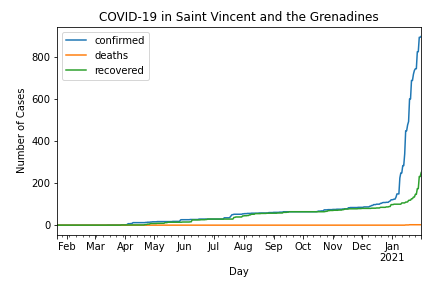 COVID-19 in Saint Vincent and the Grenadines
confirmed
deaths
recovered
Number of Cases
800
600
400
200
0
Feb Mar Apr May Jun Jul Aug Sep Oct Nov Dec Jan
2021
Day